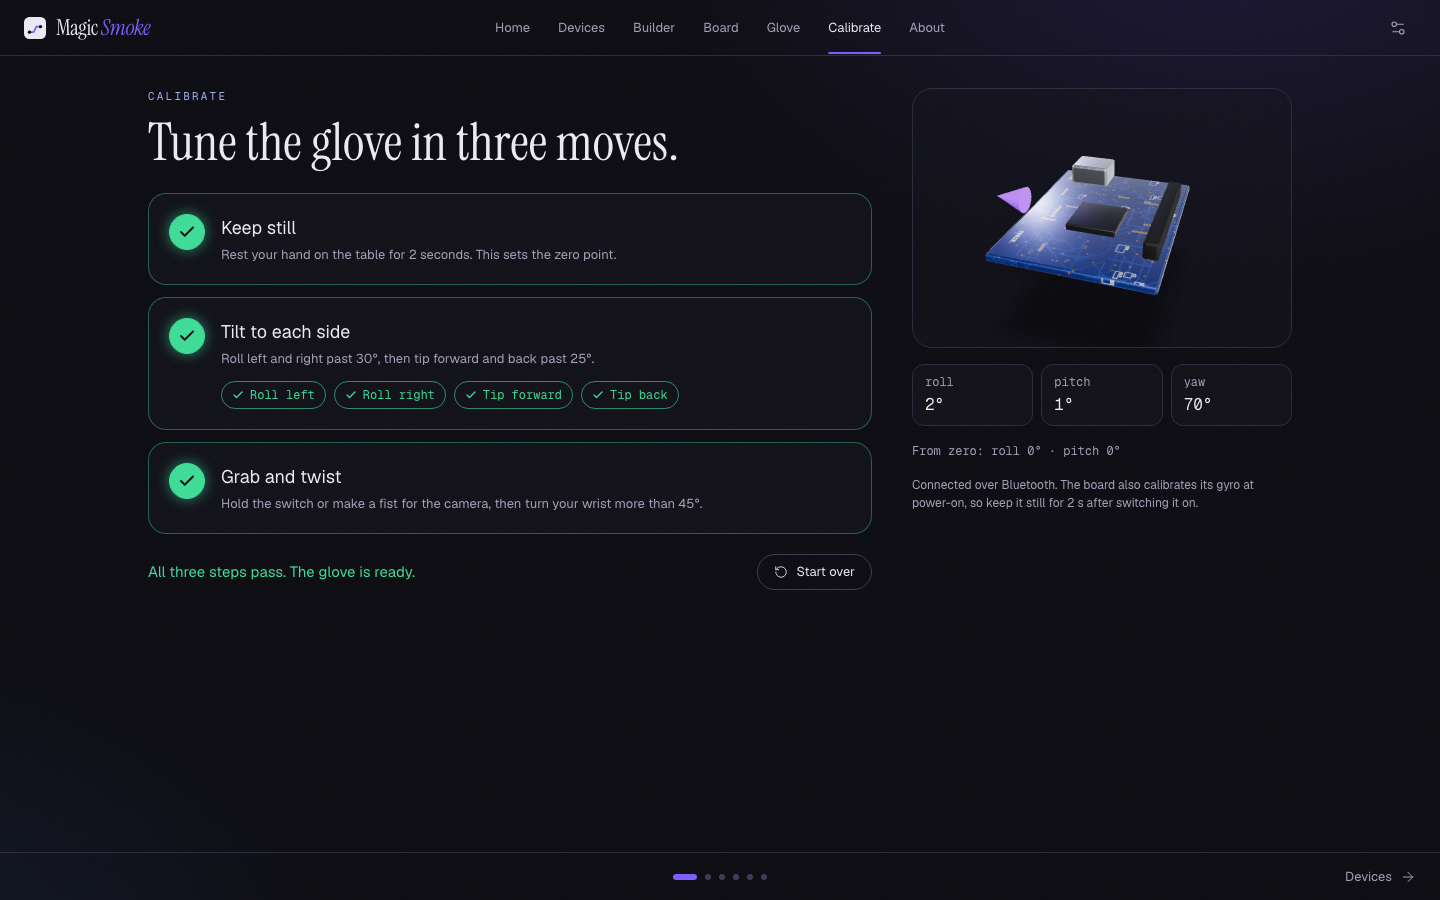 Magic Smoke
Home
Devices
Builder
Board
Glove
Calibrate
About
CALIBRATE
Tune the glove in three moves.
Keep still
Rest your hand on the table for 2 seconds. This sets the zero point.
Tilt to each side
Roll left and right past 30°, then tip forward and back past 25°.
Roll left
Roll right
Tip forward
Tip back
Grab and twist
Hold the switch or make a fist for the camera, then turn your wrist more than 45°.
All three steps pass. The glove is ready.
Start over
roll
2°
pitch
1°
yaw
70°
From zero: roll 0° · pitch 0°
Connected over Bluetooth. The board also calibrates its gyro at
power-on, so keep it still for 2 s after switching it on.
Devices